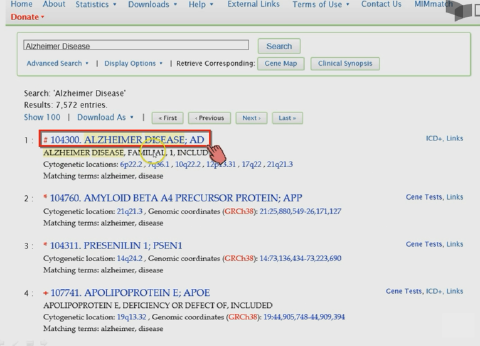 Home About Statistics Downloads Help External Links Terms of Use Contact Us MIMmatch
Donate
Alzheimer Disease Search
Advanced Search Display Options Retrieve Corresponding: Gene Map Clinical Synopsis
Search: 'Alzheimer Disease'
Results: 7,572 entries.
Show 100 | Download As | « First ‹ Previous Next › Last »
1 : # 104300. ALZHEIMER DISEASE; AD ICD+, Links
ALZHEIMER DISEASE, FAMILIAL, 1, INCLUD
Cytogenetic locations: 6p22.2, 7q36.1, 10q22.2, 12p13.31, 17q22, 21q21.3
Matching terms: alzheimer, disease
2 : * 104760. AMYLOID BETA A4 PRECURSOR PROTEIN; APP Gene Tests, Links
Cytogenetic location: 21q21.3, Genomic coordinates (GRCh38): 21:25,880,549-26,171,127
Matching terms: alzheimer, disease
3 : * 104311. PRESENILIN 1; PSEN1 Gene Tests, Links
Cytogenetic location: 14q24.2, Genomic coordinates (GRCh38): 14:73,136,434-73,223,690
Matching terms: alzheimer, disease
4 : + 107741. APOLIPOPROTEIN E; APOE Gene Tests, ICD+, Links
APOLIPOPROTEIN E, DEFICIENCY OR DEFECT OF, INCLUDED
Cytogenetic location: 19q13.32, Genomic coordinates (GRCh38): 19:44,905,748-44,909,394
Matching terms: alzheimer, disease